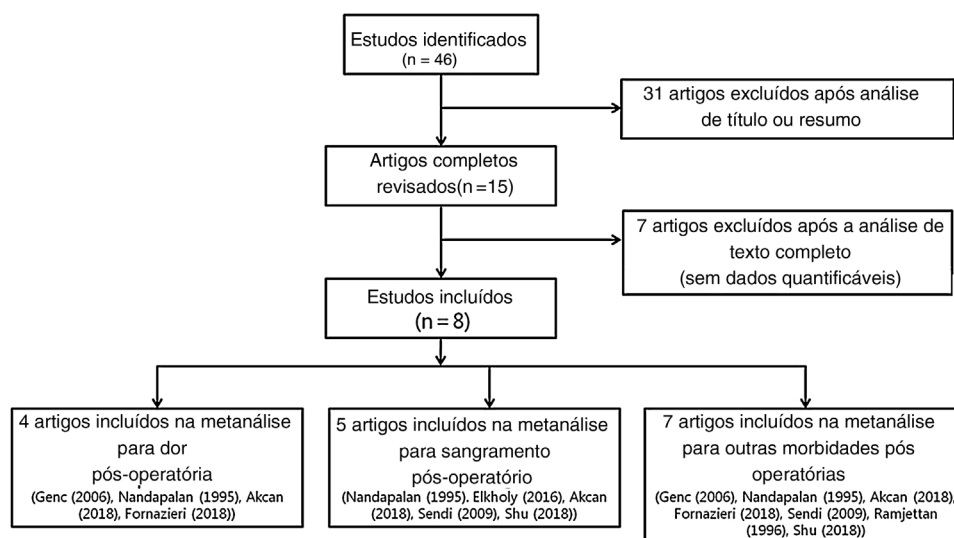 Estudos identificados
(n = 46)
31 artigos excluídos após análise
de título ou resumo
Artigos completos
revisados(n =15)
7 artigos excluídos após a análise de
texto completo
(sem dados quantificáveis)
Estudos incluídos
(n = 8)
4 artigos incluídos na metanálise
para dor
pós-operatória
(Genc (2006), Nandapalan (1995), Akcan
(2018), Fornazieri (2018))
5 artigos incluídos na metanálise
para sangramento
pós-operatório
(Nandapalan (1995). Elkholy (2016), Akcan
(2018), Sendi (2009), Shu (2018))
7 artigos incluídos na metanálise
para outras morbidades pós
operatórias
(Genc (2006), Nandapalan (1995), Akcan (2018),
Fornazieri (2018), Sendi (2009), Ramjettan
(1996), Shu (2018))